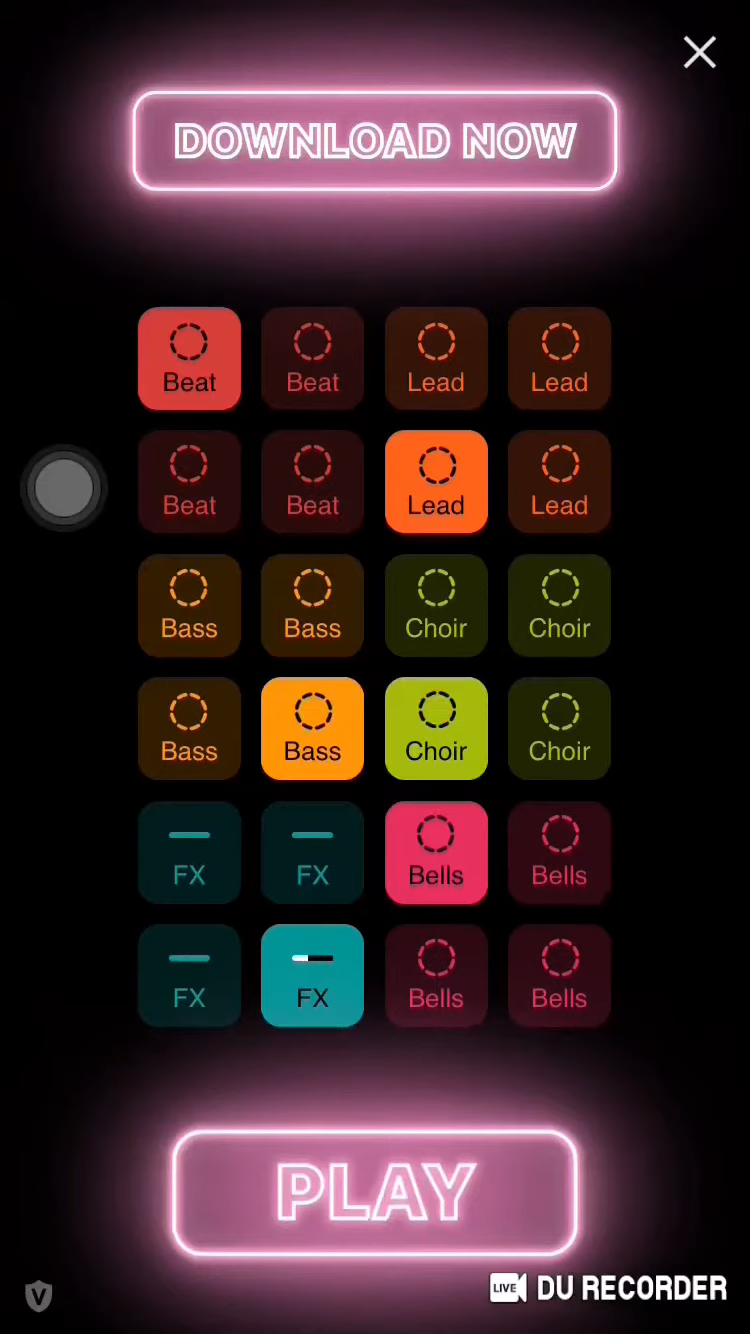 DOWNLOAD NOW
Beat Beat Lead Lead
Beat Beat Lead Lead
Bass Bass Choir Choir
Bass Bass Choir Choir
FX FX Bells Bells
FX FX Bells Bells
PLAY
LIVE DU RECORDER
V